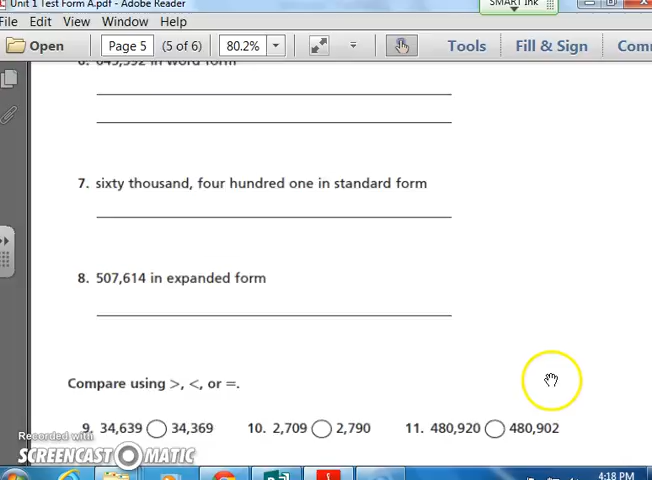 Unit 1 Test Form A.pdf - Adobe Reader
SMART Ink
File Edit View Window Help
Open Page 5 (5 of 6) 80.2% Tools Fill & Sign Com
in word form
7. sixty thousand, four hundred one in standard form
8. 507,614 in expanded form
Compare using >, <, or =.
9. 34,639 34,369 10. 2,709 2,790 11. 480,920 480,902
Recorded with
SCREENCAST MATIC
4:18 PM